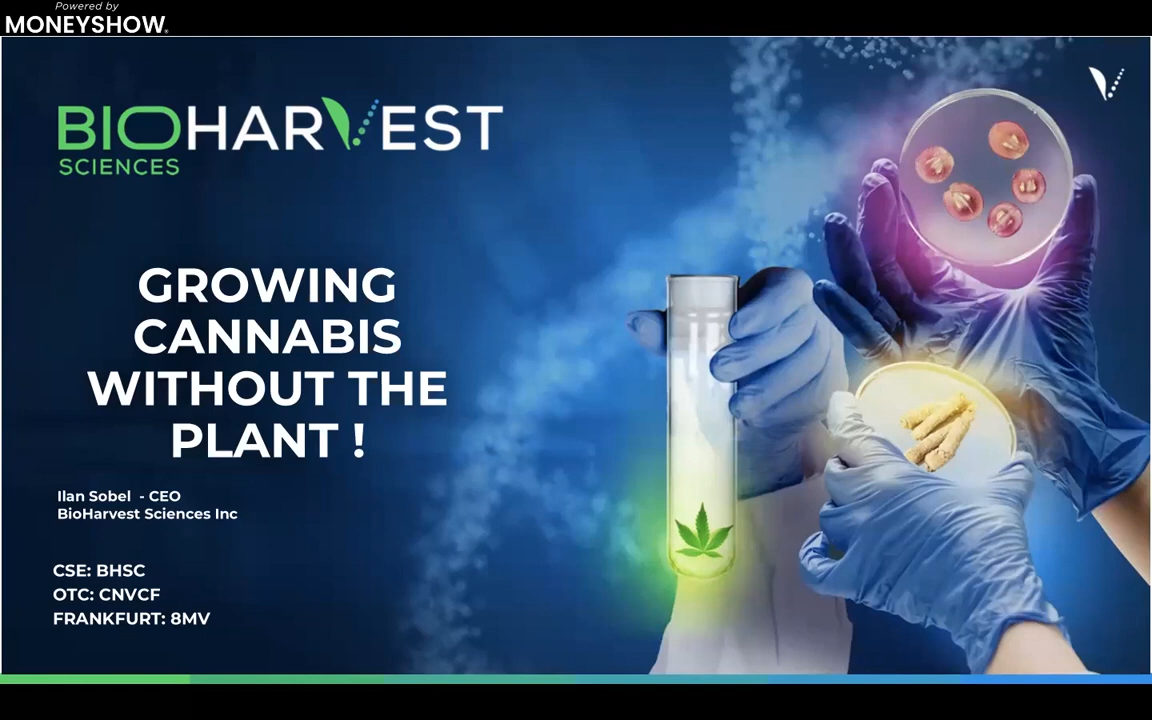 Powered by
MONEYSHOW®
BIOHARVEST
SCIENCES
GROWING
CANNABIS
WITHOUT THE
PLANT !
Ilan Sobel - CEO
BioHarvest Sciences Inc
CSE: BHSC
OTC: CNVCF
FRANKFURT: 8MV